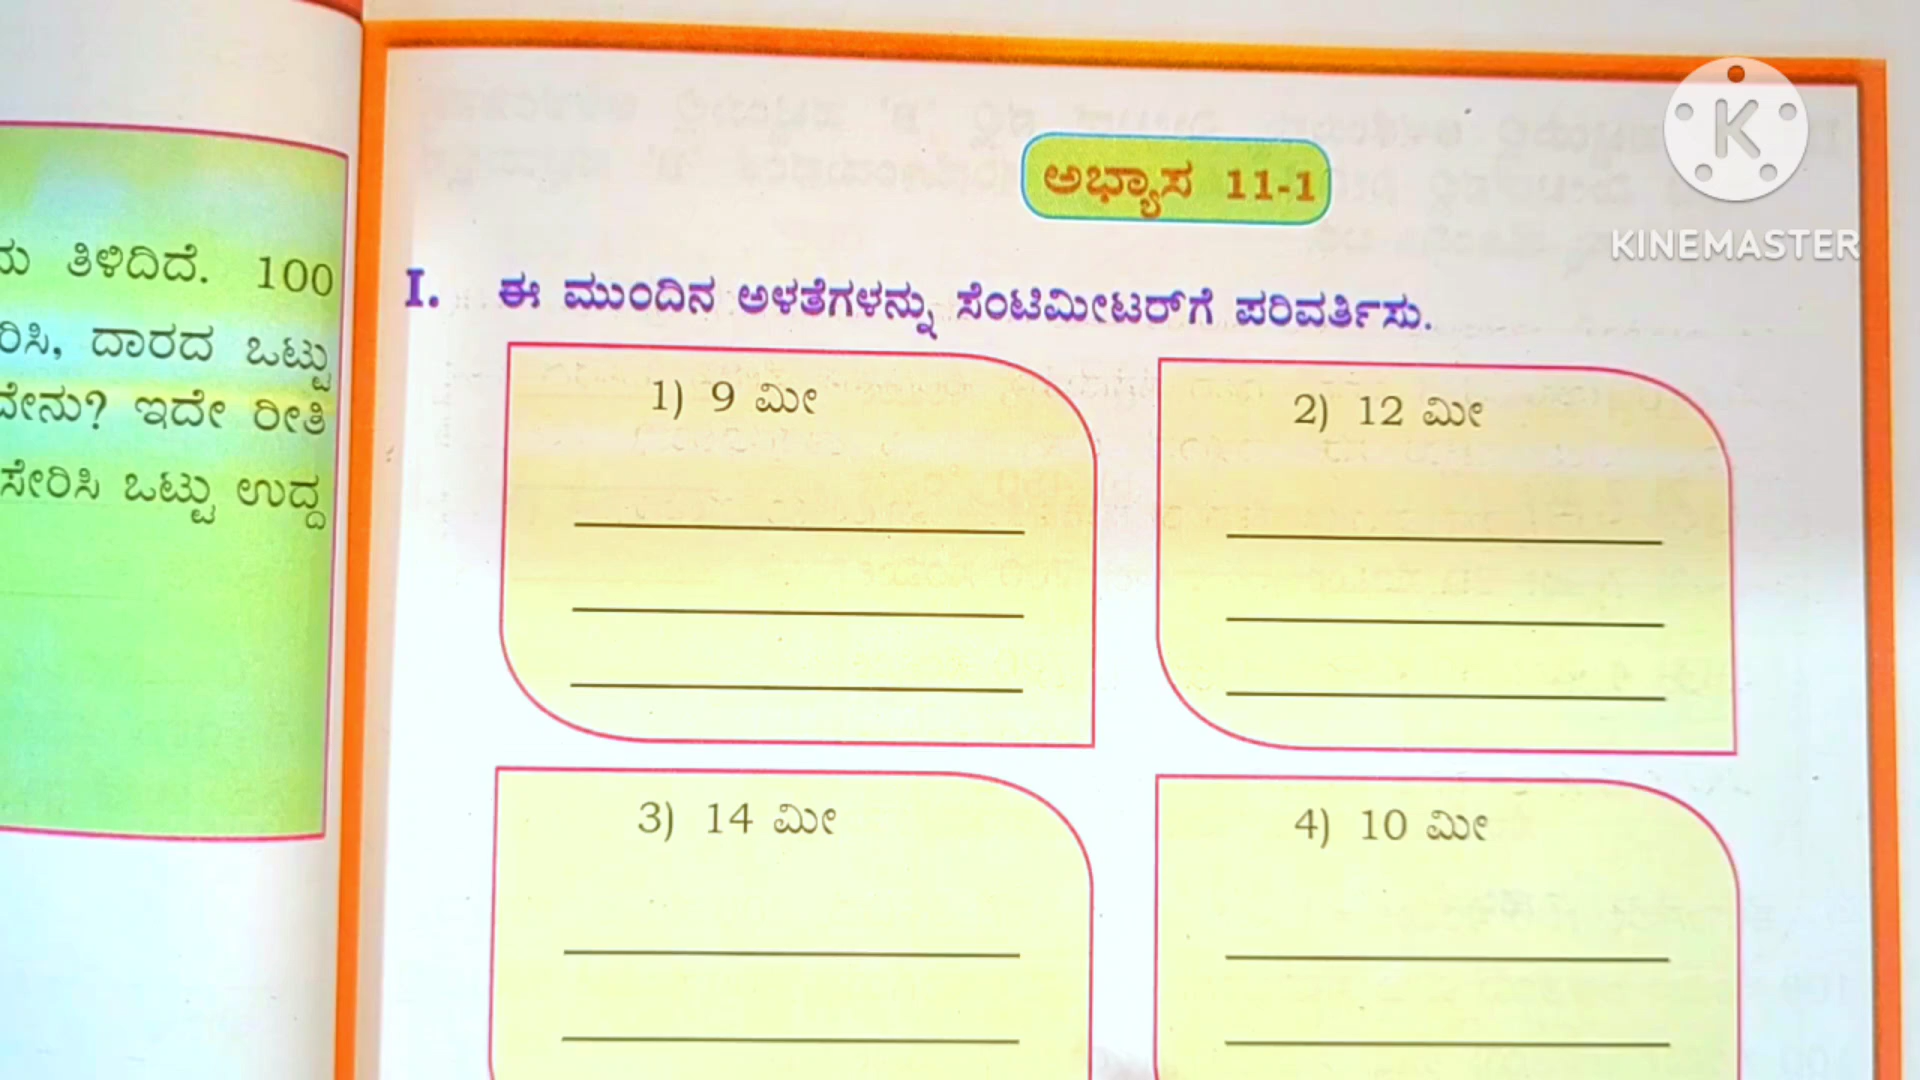 ತಿಳಿದಿದೆ. 100
ದಾರದ ಒಟ್ಟು
ಇದೇ ರೀತಿ
ಸೇರಿಸಿ ಒಟ್ಟು ಉದ್ದ
ಅಭ್ಯಾಸ 11-1
K
KINEMASTER
I. ಈ ಮುಂದಿನ ಅಳತೆಗಳನ್ನು ಸೆಂಟಿಮೀಟರ್‌ಗೆ ಪರಿವರ್ತಿಸು.
1) 9 ಮೀ
2) 12 ಮೀ
3) 14 ಮೀ
4) 10 ಮೀ